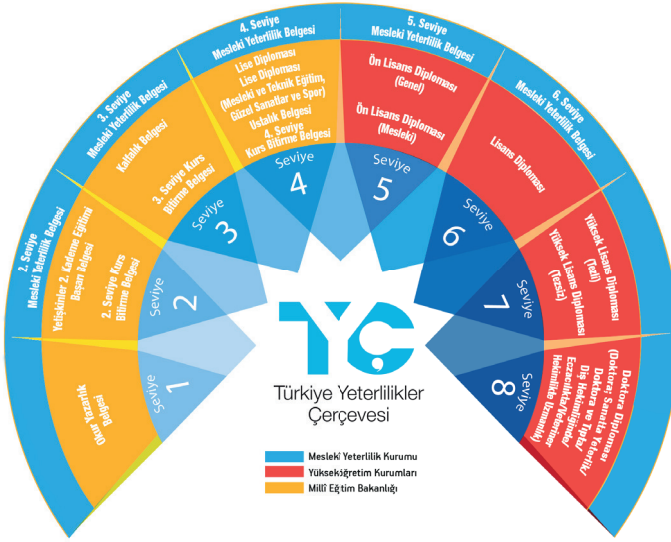 Okur Yazarlık
Belgesi
Seviye
1
2. Seviye
Mesleki Yeterlilik Belgesi
Yetişkinler 2. Kademe Eğitimi
Başarı Belgesi
2. Seviye Kurs
Bitirme Belgesi
Seviye
2
3. Seviye
Mesleki Yeterlilik Belgesi
Kalfalık Belgesi
3. Seviye Kurs
Bitirme Belgesi
Seviye
3
4. Seviye
Mesleki Yeterlilik Belgesi
Lise Diploması
Lise Diploması
(Mesleki ve Teknik Eğitim,
Güzel Sanatlar ve Spor)
Ustalık Belgesi
4. Seviye
Kurs Bitirme Belgesi
Seviye
4
5. Seviye
Mesleki Yeterlilik Belgesi
Ön Lisans Diploması
(Genel)
Ön Lisans Diploması
(Mesleki)
Seviye
5
6. Seviye
Mesleki Yeterlilik Belgesi
Lisans Diploması
Seviye
6
Yüksek Lisans Diploması
(Tezli)
Yüksek Lisans Diploması
(Tezsiz)
Seviye
7
Doktora Diploması
(Doktora/ Sanatta Yeterlik/
Doktora ve Tıpta/
Diş Hekimliğinde/
Eczacılıkta/Veteriner
Hekimlikte Uzmanlık)
Seviye
8
TYÇ
Türkiye Yeterlilikler
Çerçevesi
Mesleki Yeterlilik Kurumu
Yükseköğretim Kurumları
Millî Eğitim Bakanlığı